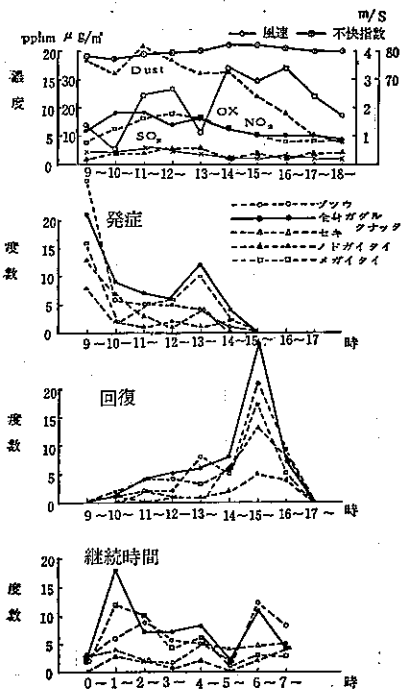 pphm μg/m³
m/S
風速 不快指数
濃度
20 30
15
10 20
5 10
0
4 80
3 70
2
1
Dust
OX
NO₂
SO₂
9～10～11～12～13～14～15～16～17～18～
発症
ヅツウ
全身ガダルクナッタ
セキ
ノドガイタイ
メガイタイ
度数
25
20
15
10
5
0
9～10～11～12～13～14～15～16～17 時
回復
度数
20
15
10
5
0
9～10～11～12～13～14～15～16～17～ 時
継続時間
度数
20
15
10
5
0
0～1～2～3～4～5～6～7～ 時